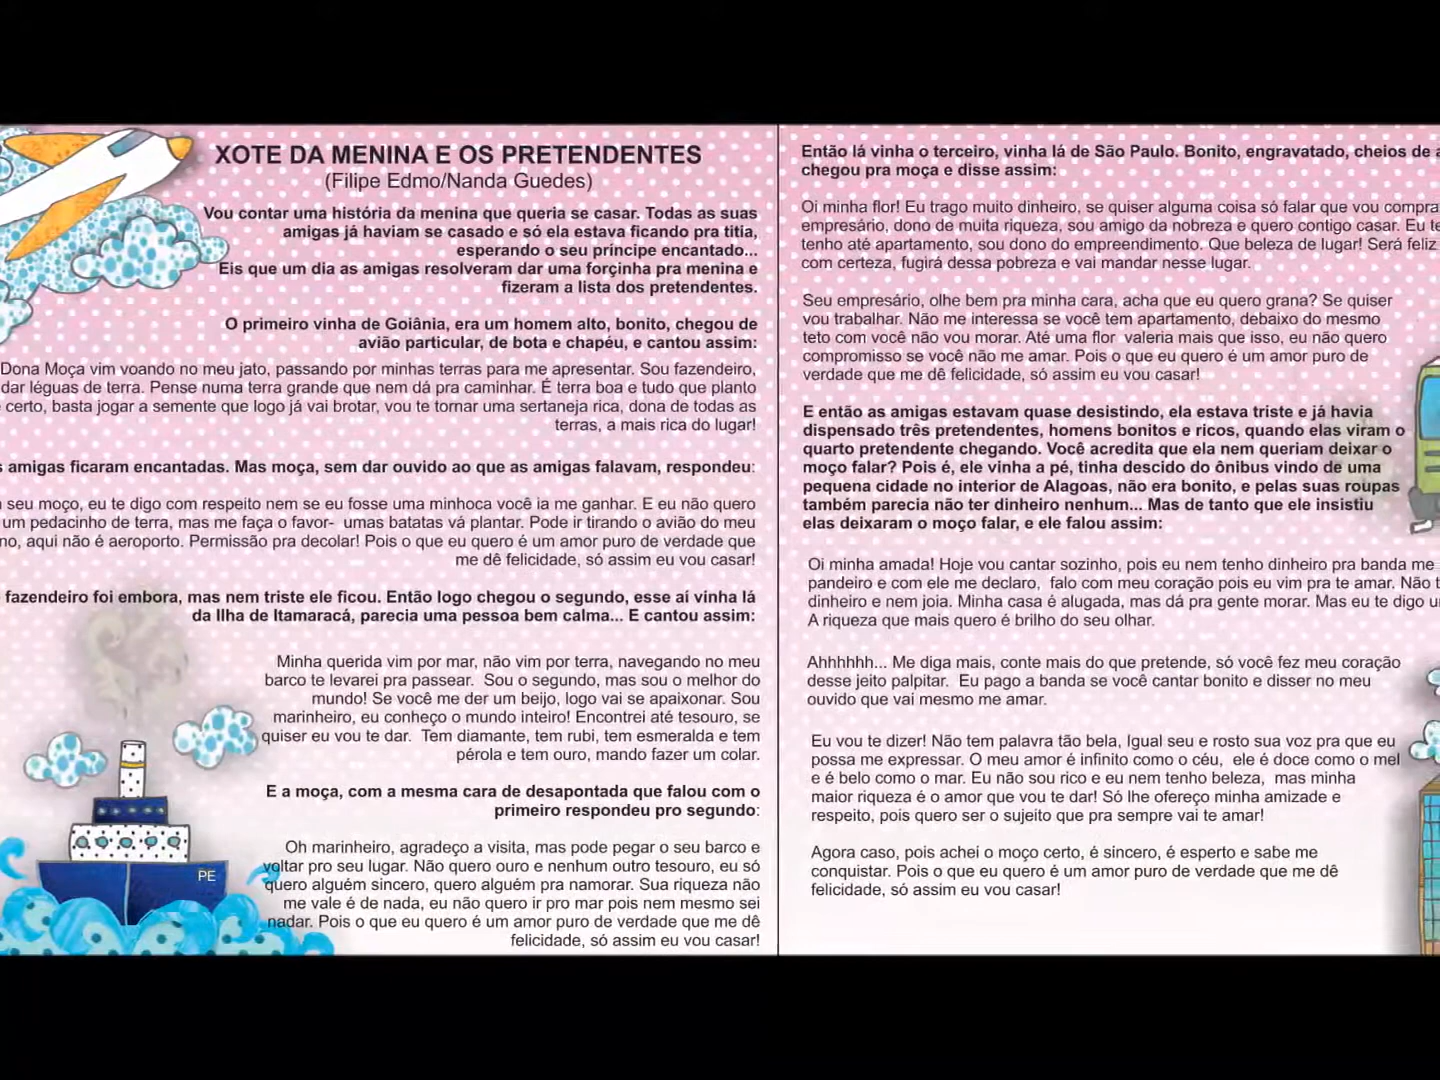 XOTE DA MENINA E OS PRETENDENTES
(Filipe Edmo/Nanda Guedes)
Vou contar uma história da menina que queria se casar. Todas as suas
amigas já haviam se casado e só ela estava ficando pra titia,
esperando o seu príncipe encantado...
Eis que um dia as amigas resolveram dar uma forçinha pra menina e
fizeram a lista dos pretendentes.
O primeiro vinha de Goiânia, era um homem alto, bonito, chegou de
avião particular, de bota e chapéu, e cantou assim:
Dona Moça vim voando no meu jato, passando por minhas terras para me apresentar. Sou fazendeiro,
dar léguas de terra. Pense numa terra grande que nem dá pra caminhar. É terra boa e tudo que planto
certo, basta jogar a semente que logo já vai brotar, vou te tornar uma sertaneja rica, dona de todas as
terras, a mais rica do lugar!
s amigas ficaram encantadas. Mas moça, sem dar ouvido ao que as amigas falavam, respondeu:
seu moço, eu te digo com respeito nem se eu fosse uma minhoca você ia me ganhar. E eu não quero
um pedacinho de terra, mas me faça o favor- umas batatas vá plantar. Pode ir tirando o avião do meu
no, aqui não é aeroporto. Permissão pra decolar! Pois o que eu quero é um amor puro de verdade que
me dê felicidade, só assim eu vou casar!
fazendeiro foi embora, mas nem triste ele ficou. Então logo chegou o segundo, esse aí vinha lá
da Ilha de Itamaracá, parecia uma pessoa bem calma... E cantou assim:
Minha querida vim por mar, não vim por terra, navegando no meu
barco te levarei pra passear. Sou o segundo, mas sou o melhor do
mundo! Se você me der um beijo, logo vai se apaixonar. Sou
marinheiro, eu conheço o mundo inteiro! Encontrei até tesouro, se
quiser eu vou te dar. Tem diamante, tem rubi, tem esmeralda e tem
pérola e tem ouro, mando fazer um colar.
E a moça, com a mesma cara de desapontada que falou com o
primeiro respondeu pro segundo:
Oh marinheiro, agradeço a visita, mas pode pegar o seu barco e
voltar pro seu lugar. Não quero ouro e nenhum outro tesouro, eu só
quero alguém sincero, quero alguém pra namorar. Sua riqueza não
me vale é de nada, eu não quero ir pro mar pois nem mesmo sei
nadar. Pois o que eu quero é um amor puro de verdade que me dê
felicidade, só assim eu vou casar!
PE
Então lá vinha o terceiro, vinha lá de São Paulo. Bonito, engravatado, cheios de a
chegou pra moça e disse assim:
Oi minha flor! Eu trago muito dinheiro, se quiser alguma coisa só falar que vou compra
empresário, dono de muita riqueza, sou amigo da nobreza e quero contigo casar. Eu te
tenho até apartamento, sou dono do empreendimento. Que beleza de lugar! Será feliz
com certeza, fugirá dessa pobreza e vai mandar nesse lugar.
Seu empresário, olhe bem pra minha cara, acha que eu quero grana? Se quiser
vou trabalhar. Não me interessa se você tem apartamento, debaixo do mesmo
teto com você não vou morar. Até uma flor valeria mais que isso, eu não quero
compromisso se você não me amar. Pois o que eu quero é um amor puro de
verdade que me dê felicidade, só assim eu vou casar!
E então as amigas estavam quase desistindo, ela estava triste e já havia
dispensado três pretendentes, homens bonitos e ricos, quando elas viram o
quarto pretendente chegando. Você acredita que ela nem queriam deixar o
moço falar? Pois é, ele vinha a pé, tinha descido do ônibus vindo de uma
pequena cidade no interior de Alagoas, não era bonito, e pelas suas roupas
também parecia não ter dinheiro nenhum... Mas de tanto que ele insistiu
elas deixaram o moço falar, e ele falou assim:
Oi minha amada! Hoje vou cantar sozinho, pois eu nem tenho dinheiro pra banda me
pandeiro e com ele me declaro, falo com meu coração pois eu vim pra te amar. Não t
dinheiro e nem joia. Minha casa é alugada, mas dá pra gente morar. Mas eu te digo u
A riqueza que mais quero é brilho do seu olhar.
Ahhhhhh... Me diga mais, conte mais do que pretende, só você fez meu coração
desse jeito palpitar. Eu pago a banda se você cantar bonito e disser no meu
ouvido que vai mesmo me amar.
Eu vou te dizer! Não tem palavra tão bela, Igual seu e rosto sua voz pra que eu
possa me expressar. O meu amor é infinito como o céu, ele é doce como o mel
e é belo como o mar. Eu não sou rico e eu nem tenho beleza, mas minha
maior riqueza é o amor que vou te dar! Só lhe ofereço minha amizade e
respeito, pois quero ser o sujeito que pra sempre vai te amar!
Agora caso, pois achei o moço certo, é sincero, é esperto e sabe me
conquistar. Pois o que eu quero é um amor puro de verdade que me dê
felicidade, só assim eu vou casar!